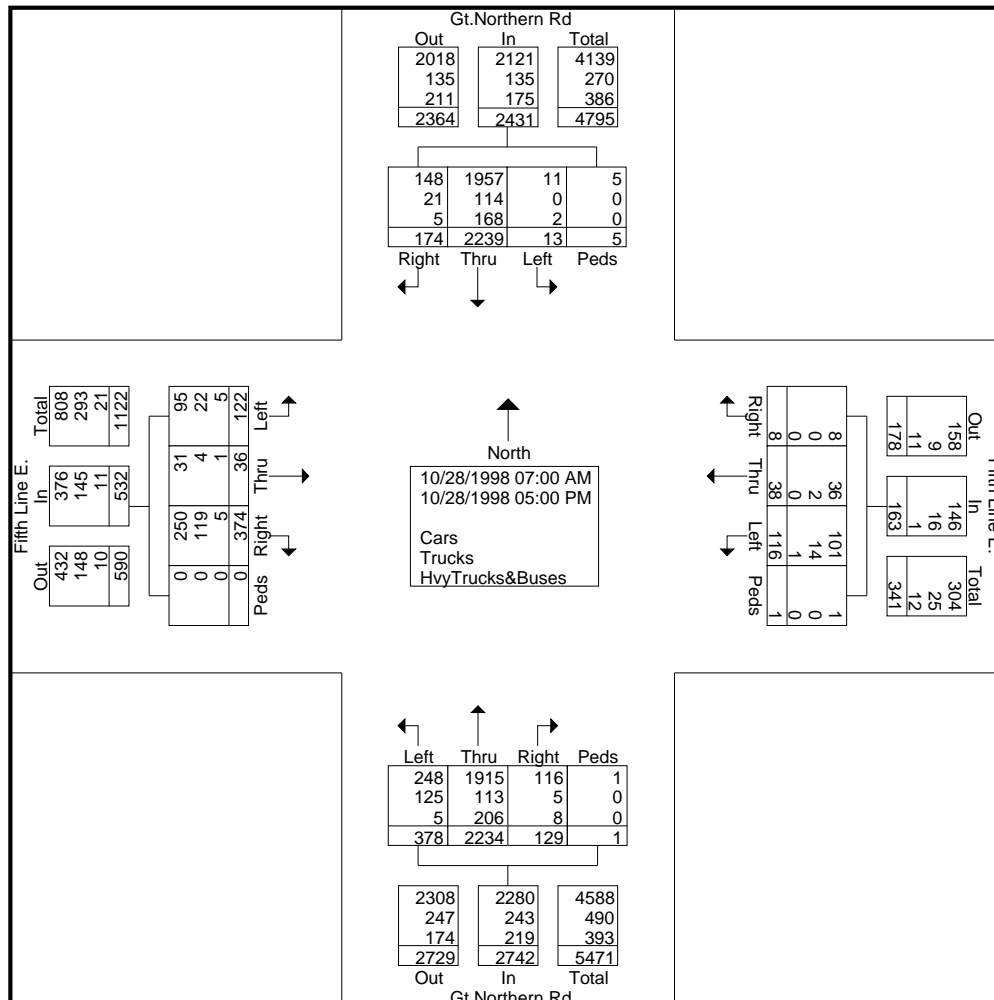 Gt.Northern Rd
Out In Total
2018 2121 4139
135 135 270
211 175 386
2364 2431 4795
148 1957 11 5
21 114 0 0
5 168 2 0
174 2239 13 5
Right Thru Left Peds
Fifth Line E.
Out In Total
432 376 808
148 145 293
10 11 21
590 532 1122
95 31 250 0
22 4 119 0
5 1 5 0
122 36 374 0
Left Thru Right Peds
North
10/28/1998 07:00 AM
10/28/1998 05:00 PM
Cars
Trucks
HvyTrucks&Buses
Right Thru Left Peds
8 36 101 1
0 2 14 0
0 0 1 0
8 38 116 1
Out In Total
158 146 304
9 16 25
11 1 12
178 163 341
Fifth Line E.
Left Thru Right Peds
248 1915 116 1
125 113 5 0
5 206 8 0
378 2234 129 1
2308 2280 4588
247 243 490
174 219 393
2729 2742 5471
Out In Total
Gt.Northern Rd